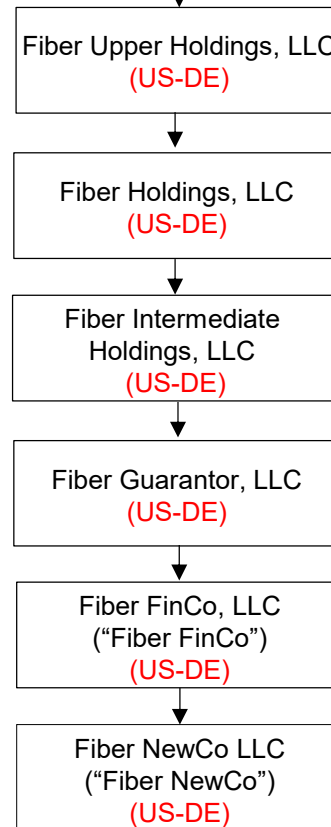 Fiber Upper Holdings, LLC
(US-DE)
Fiber Holdings, LLC
(US-DE)
Fiber Intermediate
Holdings, LLC
(US-DE)
Fiber Guarantor, LLC
(US-DE)
Fiber FinCo, LLC
(“Fiber FinCo”)
(US-DE)
Fiber NewCo LLC
(“Fiber NewCo”)
(US-DE)